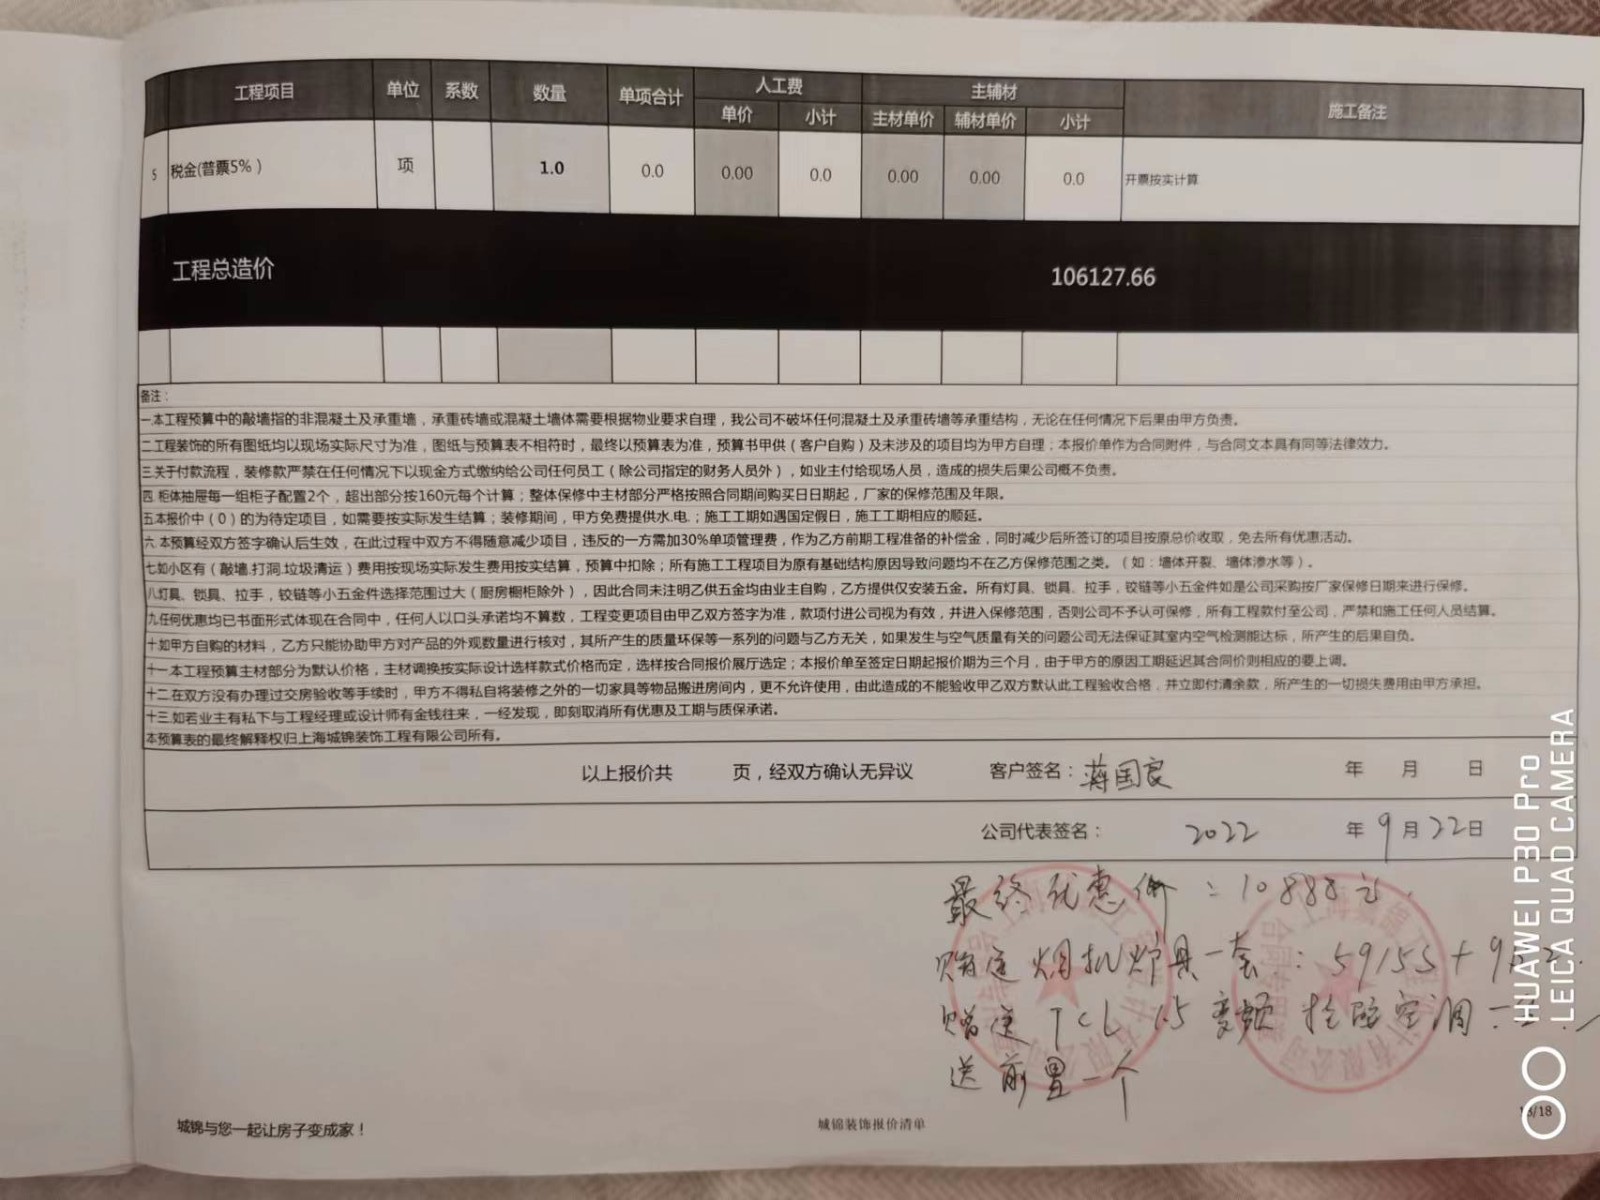 工程项目 单位 系数 数量 单项合计 人工费 主辅材 施工备注
单价 小计 主材单价 辅材单价 小计
5 税金(普票5%) 项 1.0 0.0 0.00 0.0 0.00 0.00 0.0 开票按实计算
工程总造价 106127.66
备注：
一.本工程预算中的敲墙指的非混凝土及承重墙，承重砖墙或混凝土墙体需要根据物业要求自理，我公司不破坏任何混凝土及承重砖墙等承重结构，无论在任何情况下后果由甲方负责。
二.工程装饰的所有图纸均以现场实际尺寸为准，图纸与预算表不相符时，最终以预算表为准，预算书甲供（客户自购）及未涉及的项目均为甲方自理；本报价单作为合同附件，与合同文本具有同等法律效力。
三.关于付款流程，装修款严禁在任何情况下以现金方式缴纳给公司任何员工（除公司指定的财务人员外），如业主付给现场人员，造成的损失后果公司概不负责。
四.柜体抽屉每一组柜子配置2个，超出部分按160元每个计算；整体保修中主材部分严格按照合同期间购买日日期起，厂家的保修范围及年限。
五.本报价中（0）的为待定项目，如需要按实际发生结算；装修期间，甲方免费提供水.电.；施工工期如遇国定假日，施工工期相应的顺延。
六.本预算经双方签字确认后生效，在此过程中双方不得随意减少项目，违反的一方需加30%单项管理费，作为乙方前期工程准备的补偿金，同时减少后所签订的项目按原总价收取，免去所有优惠活动。
七.如小区有（敲墙.打洞.垃圾清运）费用按现场实际发生费用按实结算，预算中扣除；所有施工工程项目为原有基础结构原因导致问题均不在乙方保修范围之类。（如：墙体开裂、墙体渗水等）。
八.灯具、锁具、拉手，铰链等小五金件选择范围过大（厨房橱柜除外），因此合同未注明乙供五金均由业主自购，乙方提供仅安装五金。所有灯具、锁具、拉手，铰链等小五金件如是公司采购按厂家保修日期来进行保修。
九.任何优惠均已书面形式体现在合同中，任何人以口头承诺均不算数，工程变更项目由甲乙双方签字为准，款项付进公司视为有效，并进入保修范围，否则公司不予认可保修，所有工程款付至公司，严禁和施工任何人员结算。
十.如甲方自购的材料，乙方只能协助甲方对产品的外观数量进行核对，其所产生的质量环保等一系列的问题与乙方无关，如果发生与空气质量有关的问题公司无法保证其室内空气检测能达标，所产生的后果自负。
十一.本工程预算主材部分为默认价格，主材调换按实际设计选样款式价格而定，选样按合同报价展厅选定；本报价单至签定日期起报价期为三个月，由于甲方的原因工期延迟其合同价则相应的要上调。
十二.在双方没有办理过交房验收等手续时，甲方不得私自将装修之外的一切家具等物品搬进房间内，更不允许使用，由此造成的不能验收甲乙双方默认此工程验收合格，并立即付清余款，所产生的一切损失费用由甲方承担。
十三.如若业主有私下与工程经理或设计师有金钱往来，一经发现，即刻取消所有优惠及工期与质保承诺。
本预算表的最终解释权归上海城锦装饰工程有限公司所有。
以上报价共 页，经双方确认无异议 客户签名：蒋国良 年 月 日
公司代表签名： 2022 年 9 月 22 日
最终优惠价：10888元
赠送烟机炉具一套：5915S+
赠送 TCL 1.5 变频挂壁空调一
送前置一个
城锦与您一起让房子变成家！
城锦装饰报价清单
/18
HUAWEI P30 Pro
LEICA QUAD CAMERA